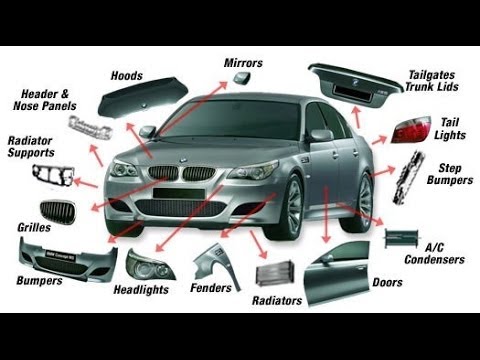 Mirrors
Hoods
Tailgates
Trunk Lids
Header &
Nose Panels
Tail
Lights
Radiator
Supports
Step
Bumpers
Grilles
A/C
Condensers
Bumpers
Headlights
Fenders
Radiators
Doors